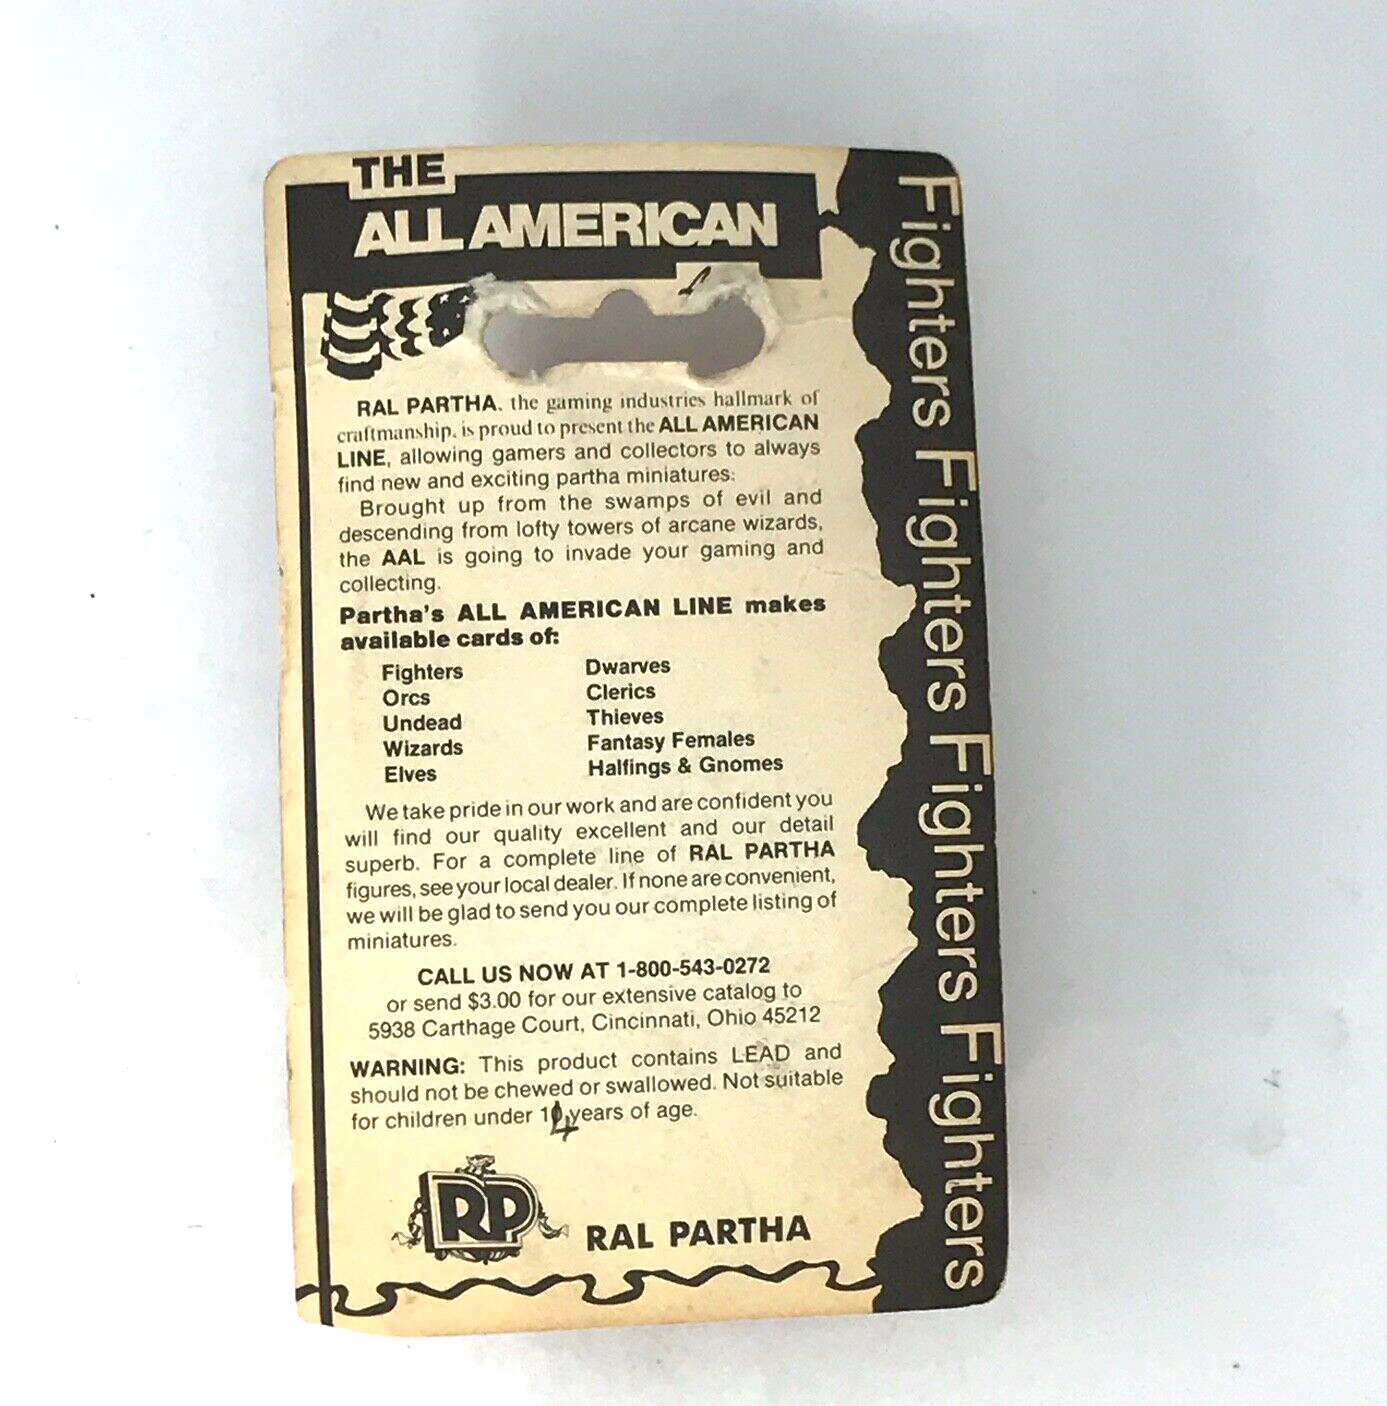 THE
ALL AMERICAN
RAL PARTHA, the gaming industries hallmark of
craftmanship, is proud to present the ALL AMERICAN
LINE, allowing gamers and collectors to always
find new and exciting partha miniatures:
Brought up from the swamps of evil and
descending from lofty towers of arcane wizards,
the AAL is going to invade your gaming and
collecting.
Partha's ALL AMERICAN LINE makes
available cards of:
Fighters
Orcs
Undead
Wizards
Elves
Dwarves
Clerics
Thieves
Fantasy Females
Halfings & Gnomes
We take pride in our work and are confident you
will find our quality excellent and our detail
superb. For a complete line of RAL PARTHA
figures, see your local dealer. If none are convenient,
we will be glad to send you our complete listing of
miniatures.
CALL US NOW AT 1-800-543-0272
or send $3.00 for our extensive catalog to
5938 Carthage Court, Cincinnati, Ohio 45212
WARNING: This product contains LEAD and
should not be chewed or swallowed. Not suitable
for children under 14 years of age.
RP
RAL PARTHA
Fighters Fighters Fighters Fighters